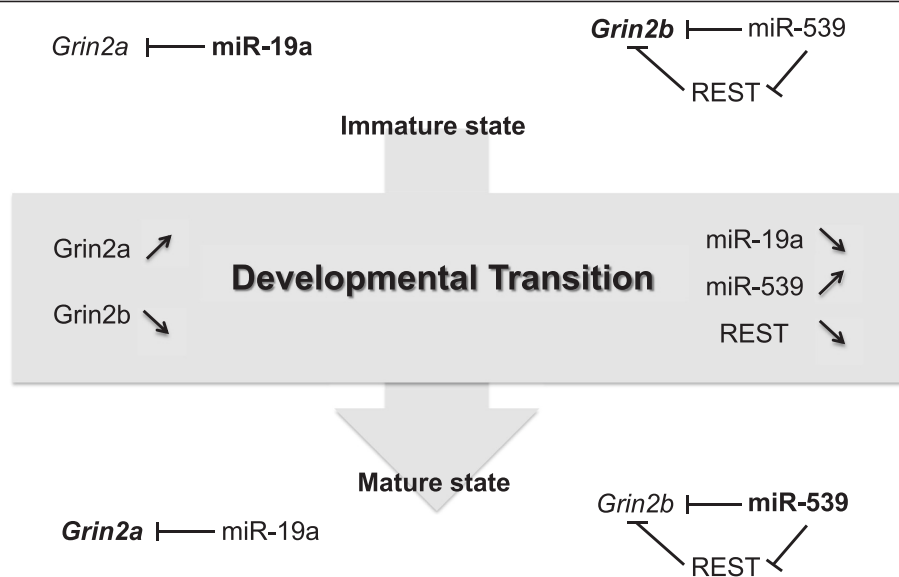 Grin2a miR-19a
Grin2b miR-539
REST
Immature state
Grin2a
Grin2b
Developmental Transition
miR-19a
miR-539
REST
Mature state
Grin2a miR-19a
Grin2b miR-539
REST